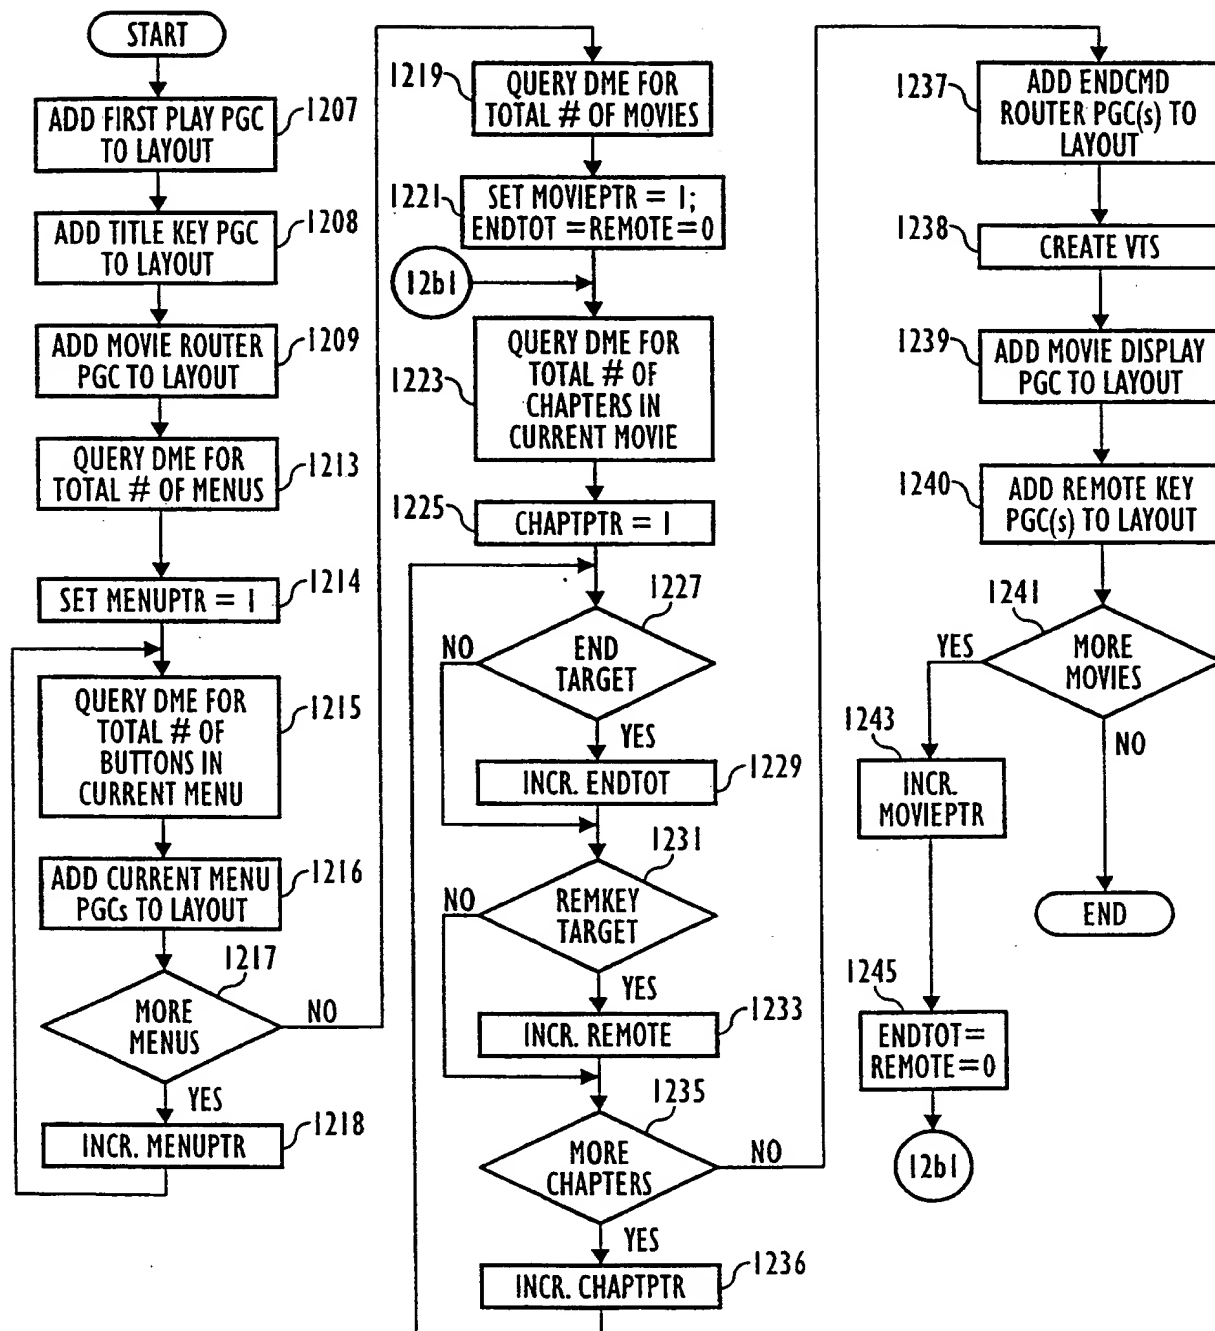 START
ADD FIRST PLAY PGC
TO LAYOUT
1207
ADD TITLE KEY PGC
TO LAYOUT
1208
ADD MOVIE ROUTER
PGC TO LAYOUT
1209
QUERY DME FOR
TOTAL # OF MENUS
1213
SET MENUPTR = 1
1214
QUERY DME FOR
TOTAL # OF
BUTTONS IN
CURRENT MENU
1215
ADD CURRENT MENU
PGCs TO LAYOUT
1216
1217
MORE
MENUS
NO
YES
INCR. MENUPTR
1218
1219
QUERY DME FOR
TOTAL # OF MOVIES
1221
SET MOVIEPTR = 1;
ENDTOT =REMOTE=0
12b1
1223
QUERY DME FOR
TOTAL # OF
CHAPTERS IN
CURRENT MOVIE
1225
CHAPTPTR = 1
1227
NO
END
TARGET
YES
INCR. ENDTOT
1229
1231
NO
REMKEY
TARGET
YES
INCR. REMOTE
1233
1235
MORE
CHAPTERS
NO
YES
INCR. CHAPTPTR
1236
1237
ADD ENDCMD
ROUTER PGC(s) TO
LAYOUT
1238
CREATE VTS
1239
ADD MOVIE DISPLAY
PGC TO LAYOUT
1240
ADD REMOTE KEY
PGC(s) TO LAYOUT
1241
YES
MORE
MOVIES
NO
1243
INCR.
MOVIEPTR
END
1245
ENDTOT=
REMOTE=0
12b1